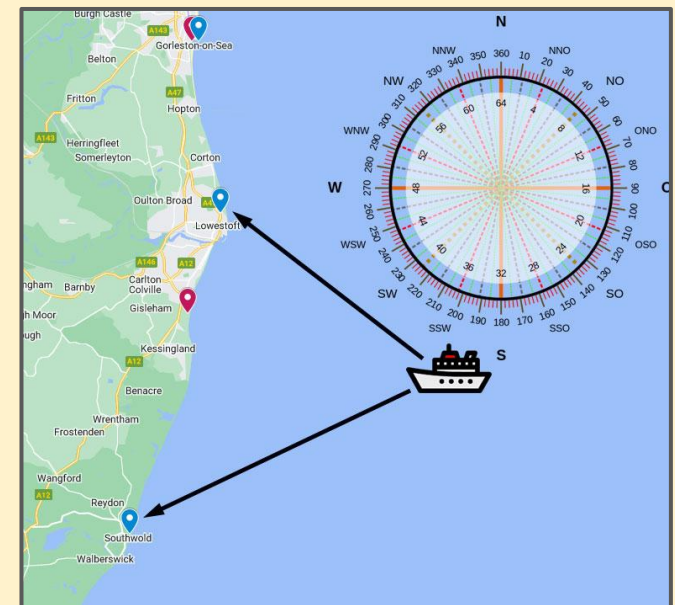 Burgh Castle
A143
Gorleston-on-Sea
Belton
A47
Fritton
Hopton
A143
Herringfleet
Somerleyton
Corton
Oulton Broad
Lowestoft
A146
A12
Carlton
Colville
Barnby
Gisleham
Kessingland
A12
Benacre
Wrentham
Frostenden
Wangford
A12
Reydon
Southwold
Walberswick
N
NNW
NNO
NW
NO
WNW
ONO
W
WSW
OSO
SW
SO
SSW
SSO
S
360
10
20
30
40
50
60
70
80
90
100
110
120
130
140
150
160
170
180
190
200
210
220
230
240
250
260
270
280
290
300
310
320
330
340
350
64
4
8
12
16
20
24
28
32
36
40
44
48
52
56
60